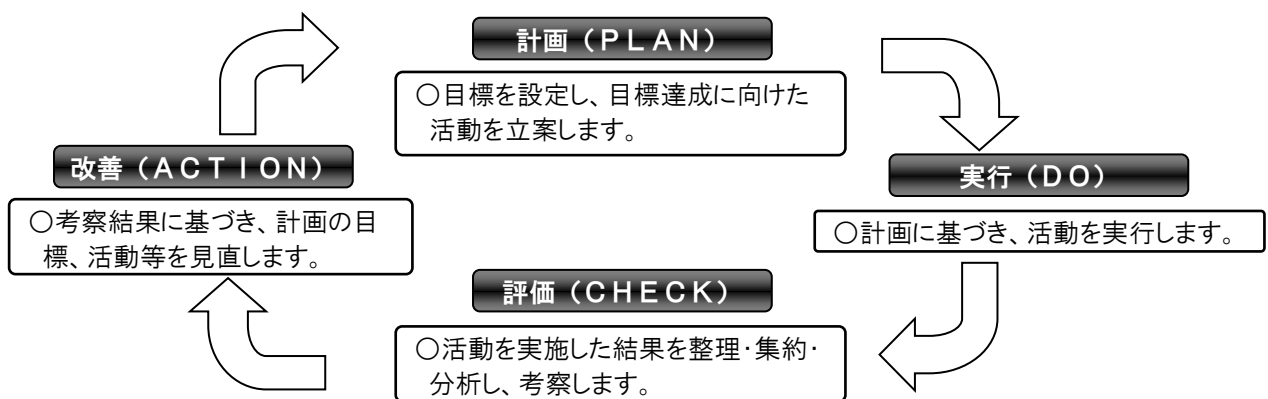 計画（ＰＬＡＮ）
○目標を設定し、目標達成に向けた
活動を立案します。
実行（ＤＯ）
○計画に基づき、活動を実行します。
評価（ＣＨＥＣＫ）
○活動を実施した結果を整理・集約・
分析し、考察します。
改善（ＡＣＴＩＯＮ）
○考察結果に基づき、計画の目
標、活動等を見直します。